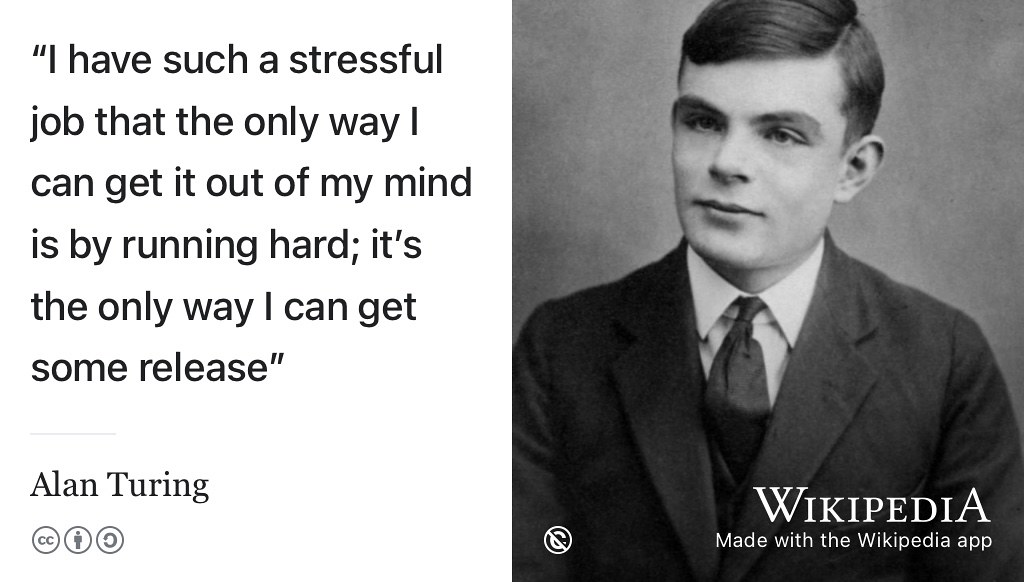 “I have such a stressful
job that the only way I
can get it out of my mind
is by running hard; it’s
the only way I can get
some release”
Alan Turing
cc
WIKIPEDIA
Made with the Wikipedia app